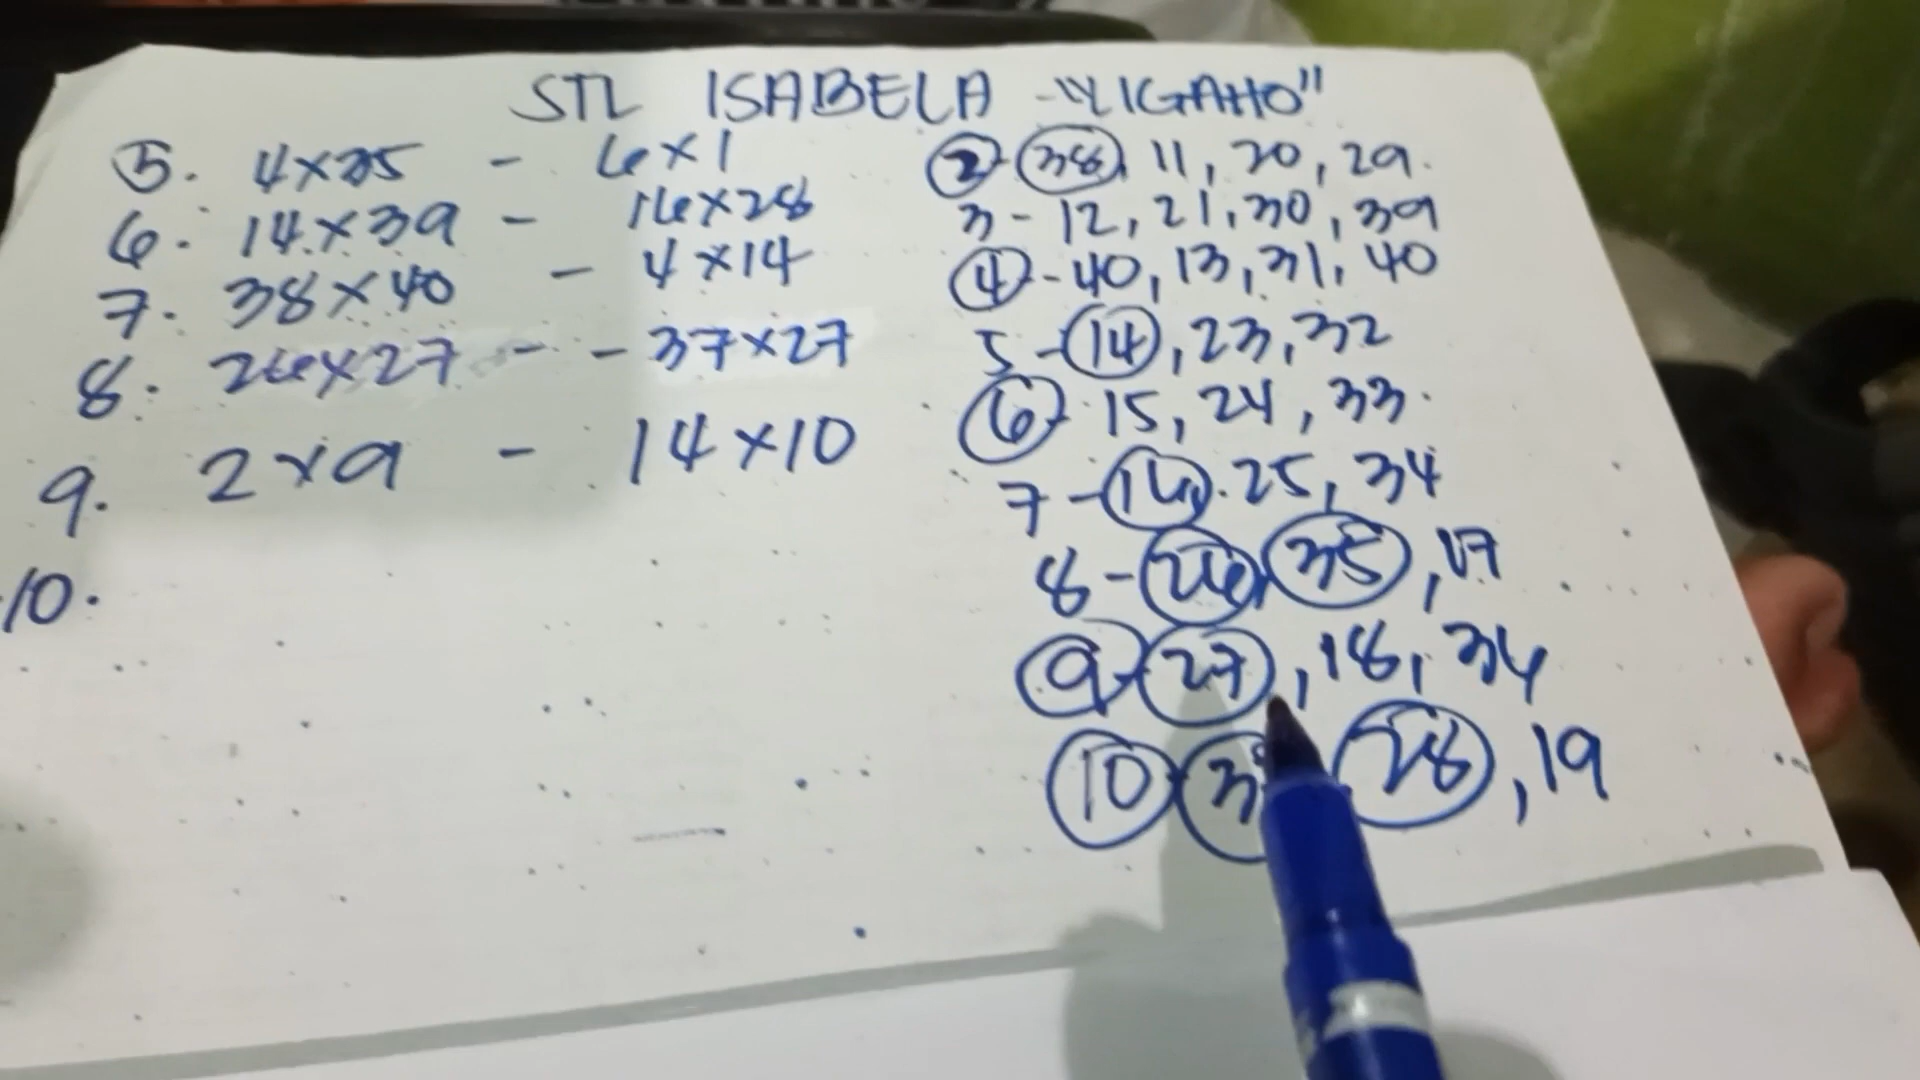 STL ISABELA - "LIGAHO"
5. 4x25 - 6x1
6. 14x39 - 16x28
7. 38x40 - 4x14
8. 26x27 - - 37x27
9. 2x9 - 14x10
10.
2 - 38, 11, 20, 29.
3 - 12, 21, 30, 39
4 - 40, 13, 31, 40
5 - 14, 23, 32
6 - 15, 24, 33.
7 - 16. 25, 34
8 - 26, 35, 17
9 - 27, 18, 34
10 28, 19